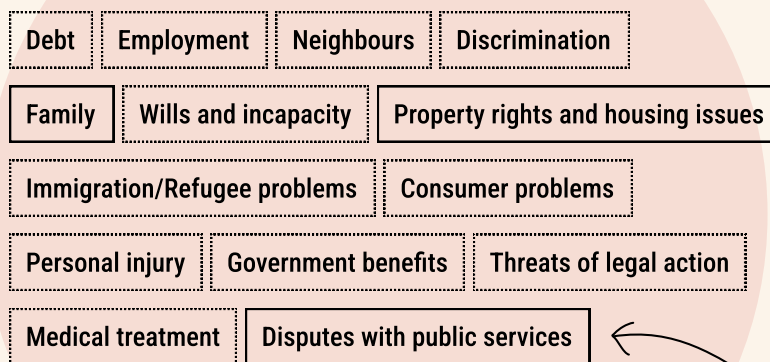 Debt Employment Neighbours Discrimination
Family Wills and incapacity Property rights and housing issues
Immigration/Refugee problems Consumer problems
Personal injury Government benefits Threats of legal action
Medical treatment Disputes with public services